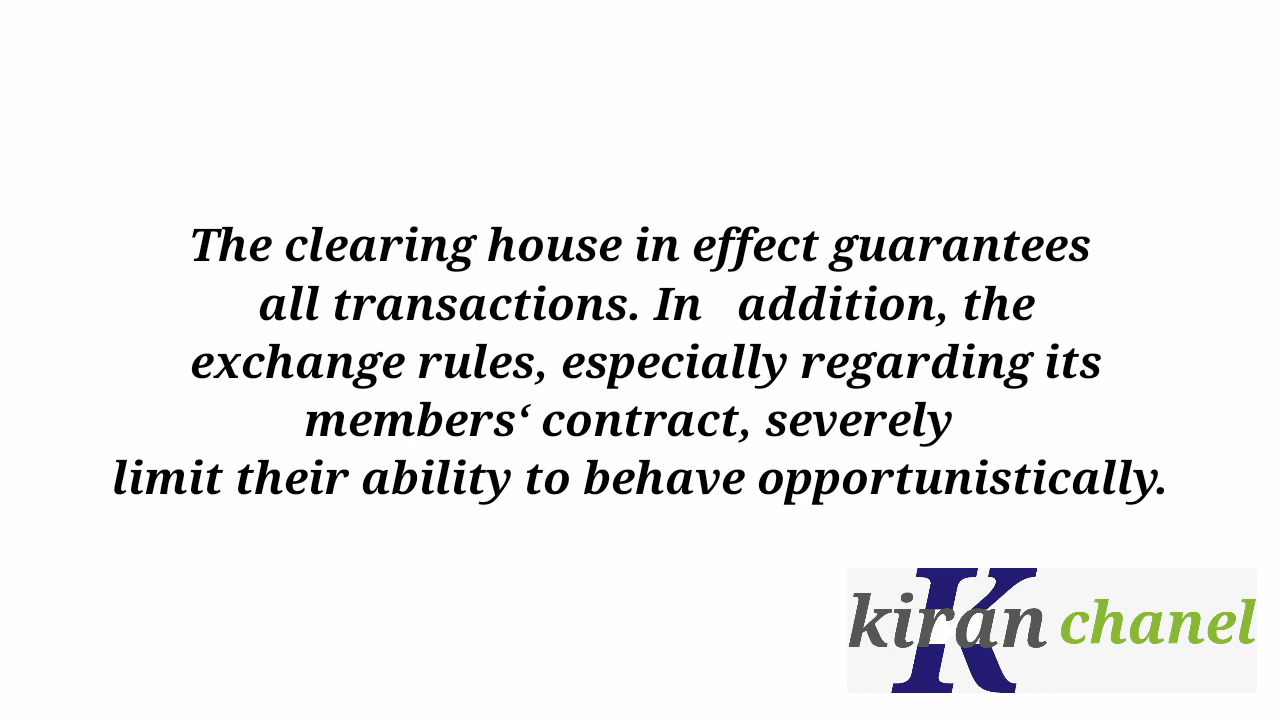 The clearing house in effect guarantees
all transactions. In   addition, the
exchange rules, especially regarding its
members‘ contract, severely
limit their ability to behave opportunistically.
K
kiran chanel